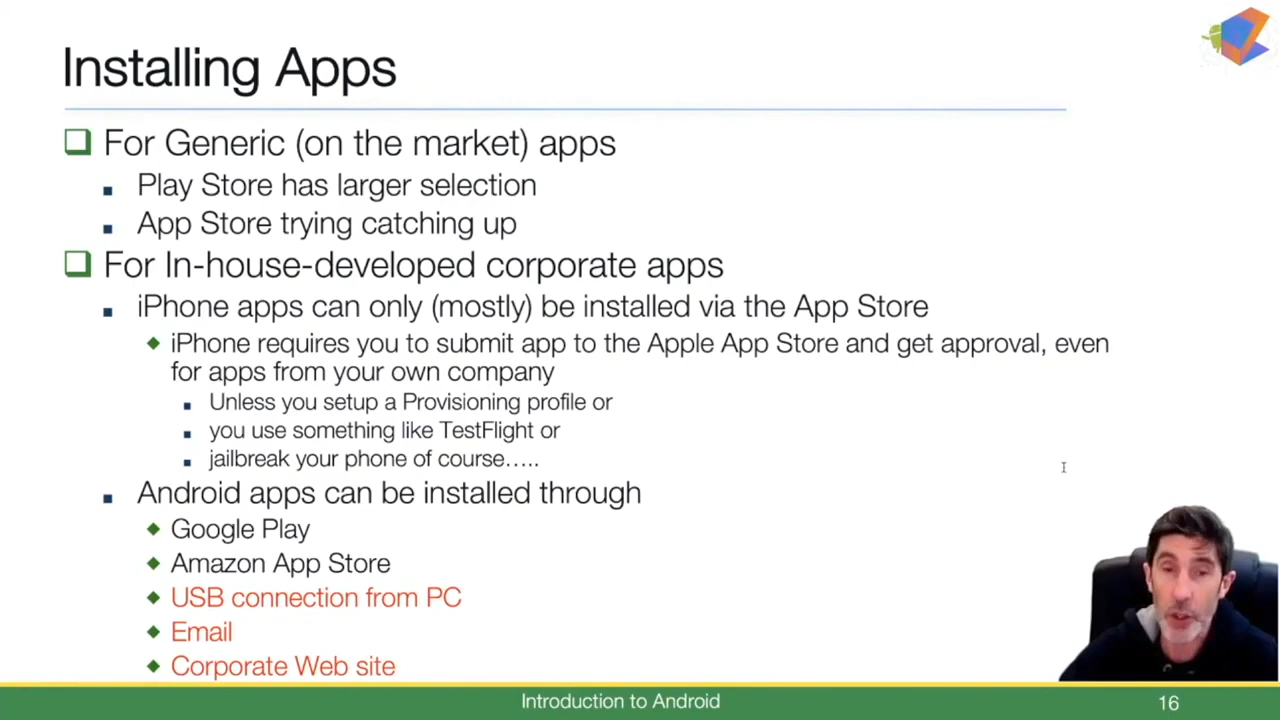 Installing Apps
For Generic (on the market) apps
Play Store has larger selection
App Store trying catching up
For In-house-developed corporate apps
iPhone apps can only (mostly) be installed via the App Store
iPhone requires you to submit app to the Apple App Store and get approval, even
for apps from your own company
Unless you setup a Provisioning profile or
you use something like TestFlight or
jailbreak your phone of course.....
Android apps can be installed through
Google Play
Amazon App Store
USB connection from PC
Email
Corporate Web site
Introduction to Android
16